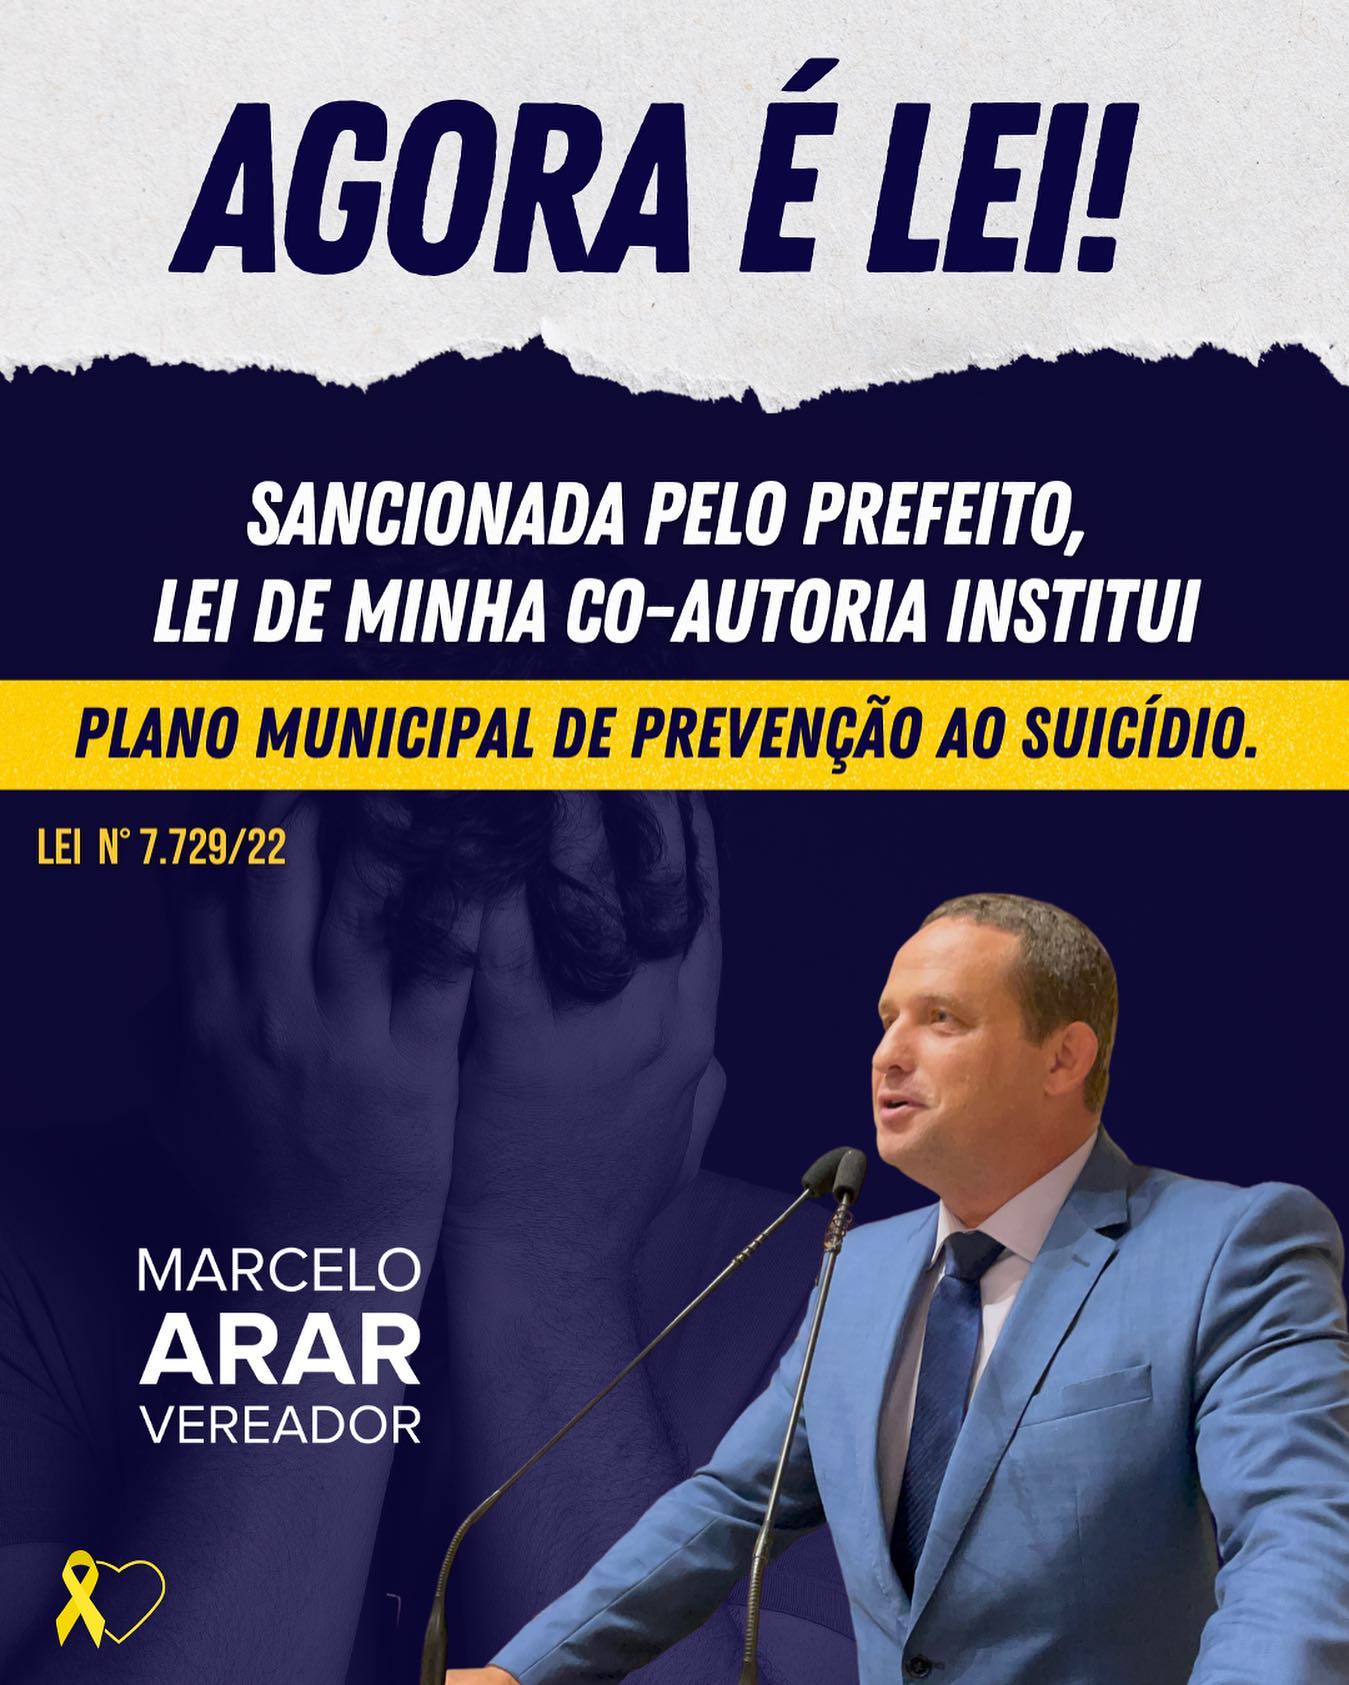 AGORA É LEI!
SANCIONADA PELO PREFEITO,
LEI DE MINHA CO-AUTORIA INSTITUI
PLANO MUNICIPAL DE PREVENÇÃO AO SUICÍDIO.
LEI N° 7.729/22
MARCELO
ARAR
VEREADOR